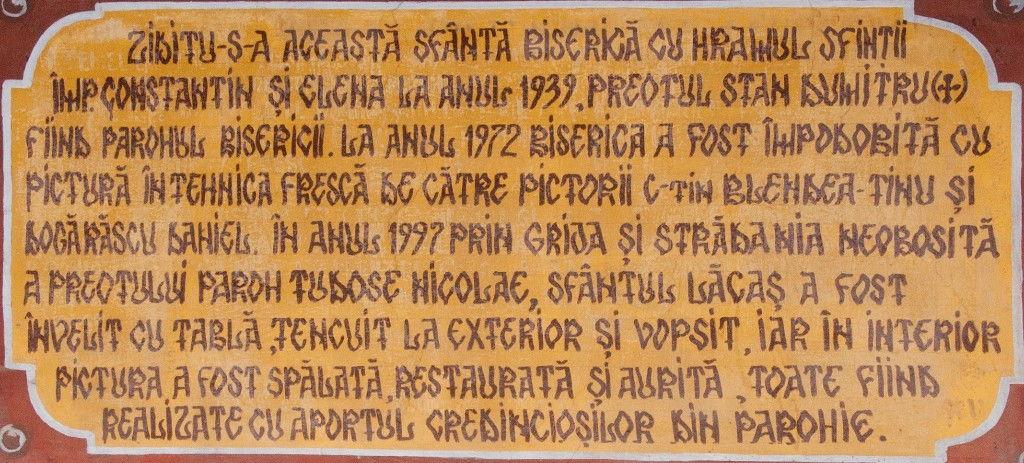 ZIDITU-S-A ACEASTĂ SFÂNTĂ BISERICĂ CU HRAMUL SFINTII
ÎMP. CONSTANTIN ȘI ELENA LA ANUL 1939, PREOTUL STAN DUMITRU(+)
FIIND PAROHUL BISERICII. LA ANUL 1972 BISERICA A FOST ÎMPODOBITĂ CU
PICTURĂ ÎN TEHNICA FRESCĂ DE CĂTRE PICTORII C-TIN BLENDEA-TINU ȘI
BOGĂRĂSCU DANIEL. ÎN ANUL 1997 PRIN GRIJA ȘI STRĂDANIA NEOBOSITĂ
A PREOTULUI PAROH TUDOSE NICOLAE, SFÂNTUL LĂCAȘ A FOST
ÎNVELIT CU TABLĂ, TENCUIT LA EXTERIOR ȘI VOPSIT, IAR ÎN INTERIOR
PICTURA A FOST SPĂLATĂ, RESTAURATĂ ȘI AURITĂ, TOATE FIIND
REALIZATE CU APORTUL CREDINCIOȘILOR DIN PAROHIE.